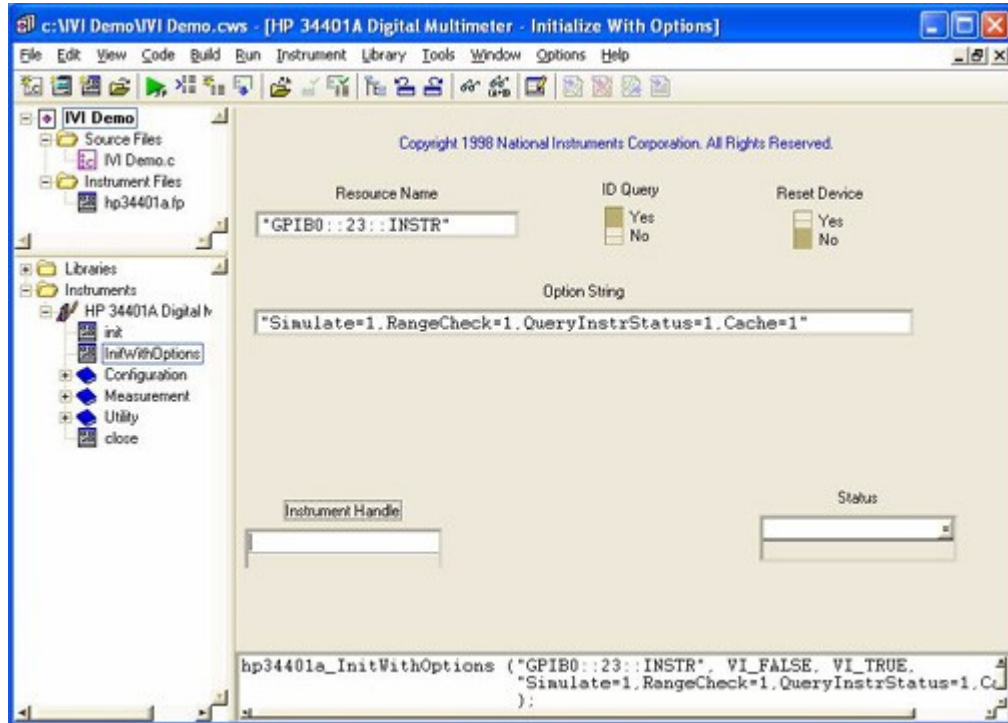 c:\IVI Demo\IVI Demo.cws - [HP 34401A Digital Multimeter - Initialize With Options]
File Edit View Code Build Run Instrument Library Tools Window Options Help
IVI Demo
Source Files
IVI Demo.c
Instrument Files
hp34401a.fp
Libraries
Instruments
HP 34401A Digital M
init
InitWithOptions
Configuration
Measurement
Utility
close
Copyright 1998 National Instruments Corporation. All Rights Reserved.
Resource Name
"GPIB0::23::INSTR"
ID Query
Yes
No
Reset Device
Yes
No
Option String
"Simulate=1,RangeCheck=1,QueryInstrStatus=1,Cache=1"
Instrument Handle
Status
hp34401a_InitWithOptions ("GPIB0::23::INSTR", VI_FALSE, VI_TRUE,
"Simulate=1,RangeCheck=1,QueryInstrStatus=1,Ca
);